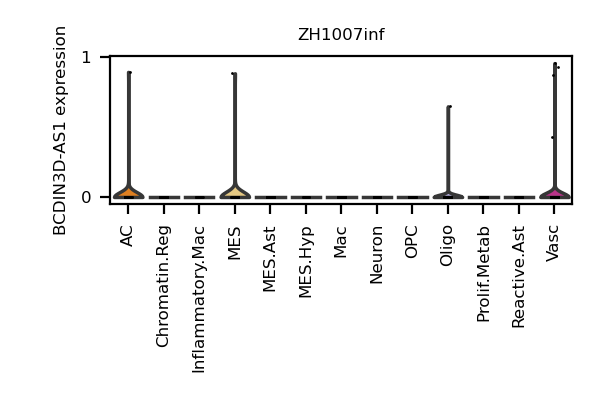 ZH1007inf
BCDIN3D-AS1 expression
1
0
AC
Chromatin.Reg
Inflammatory.Mac
MES
MES.Ast
MES.Hyp
Mac
Neuron
OPC
Oligo
Prolif.Metab
Reactive.Ast
Vasc